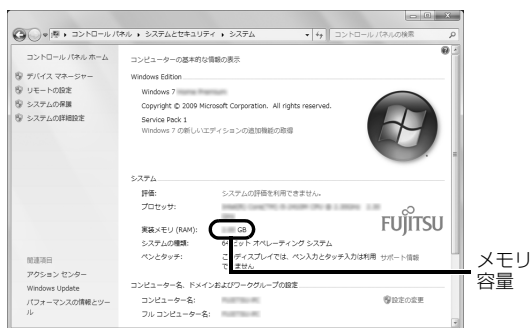 コントロール パネル ▸ システムとセキュリティ ▸ システム
コントロール パネルの検索
コントロール パネル ホーム
デバイス マネージャー
リモートの設定
システムの保護
システムの詳細設定
コンピューターの基本的な情報の表示
Windows Edition
Windows 7
Copyright © 2009 Microsoft Corporation. All rights reserved.
Service Pack 1
Windows 7 の新しいエディションの追加機能の取得
システム
評価: システムの評価を利用できません。
プロセッサ:
実装メモリ (RAM): GB
システムの種類: 64 ビット オペレーティング システム
ペンとタッチ: このディスプレイでは、ペン入力とタッチ入力は利用できません
FUJITSU
サポート情報
メモリ
容量
コンピューター名、ドメインおよびワークグループの設定
コンピューター名:
設定の変更
フル コンピューター名:
関連項目
アクション センター
Windows Update
パフォーマンスの情報とツール